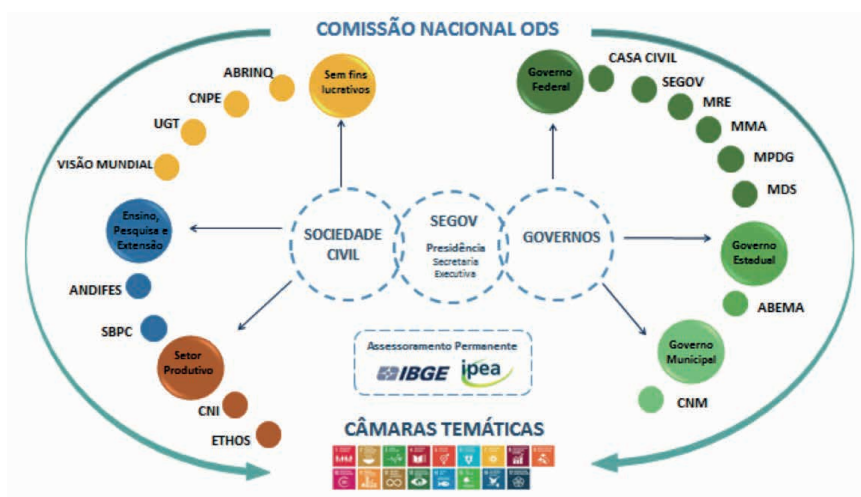 COMISSÃO NACIONAL ODS
ABRINQ
CNPE
UGT
VISÃO MUNDIAL
Sem fins
lucrativos
Governo
Federal
CASA CIVIL
SEGOV
MRE
MMA
MPDG
MDS
Ensino,
Pesquisa e
Extensão
ANDIFES
SBPC
SOCIEDADE
CIVIL
SEGOV
Presidência
Secretaria
Executiva
GOVERNOS
Governo
Estadual
ABEMA
Setor
Produtivo
CNI
ETHOS
Assessoramento Permanente
IBGE
ipea
Governo
Municipal
CNM
CÂMARAS TEMÁTICAS